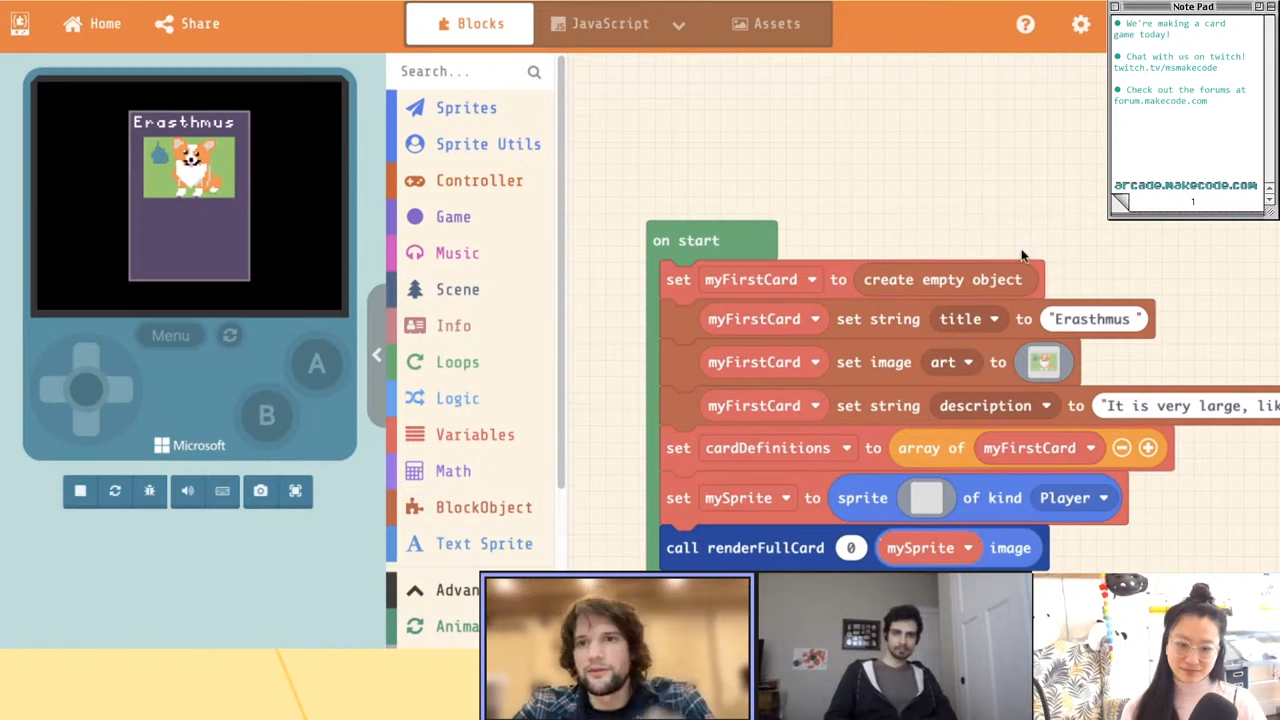 Home
Share
Blocks
JavaScript
Assets
Note Pad
We're making a card
game today!
Chat with us on twitch!
twitch.tv/msmakecode
Check out the forums at
forum.makecode.com
arcade.makecode.com
1
Erasthmus
Menu
A
B
Microsoft
Search...
Sprites
Sprite Utils
Controller
Game
Music
Scene
Info
Loops
Logic
Variables
Math
BlockObject
Text Sprite
Advan
Anima
on start
set myFirstCard to create empty object
myFirstCard set string title to "Erasthmus "
myFirstCard set image art to
myFirstCard set string description to "It is very large, lik
set cardDefinitions to array of myFirstCard
set mySprite to sprite of kind Player
call renderFullCard 0 mySprite image